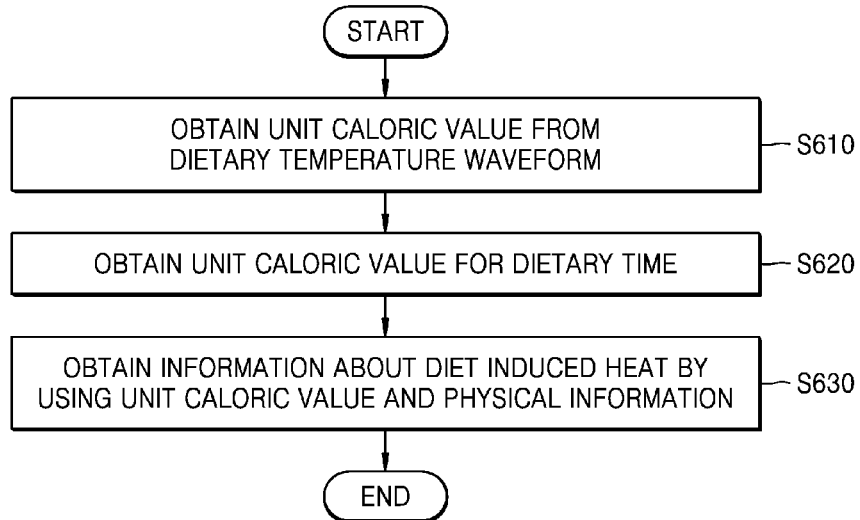 START
OBTAIN UNIT CALORIC VALUE FROM
DIETARY TEMPERATURE WAVEFORM
S610
OBTAIN UNIT CALORIC VALUE FOR DIETARY TIME
S620
OBTAIN INFORMATION ABOUT DIET INDUCED HEAT BY
USING UNIT CALORIC VALUE AND PHYSICAL INFORMATION
S630
END